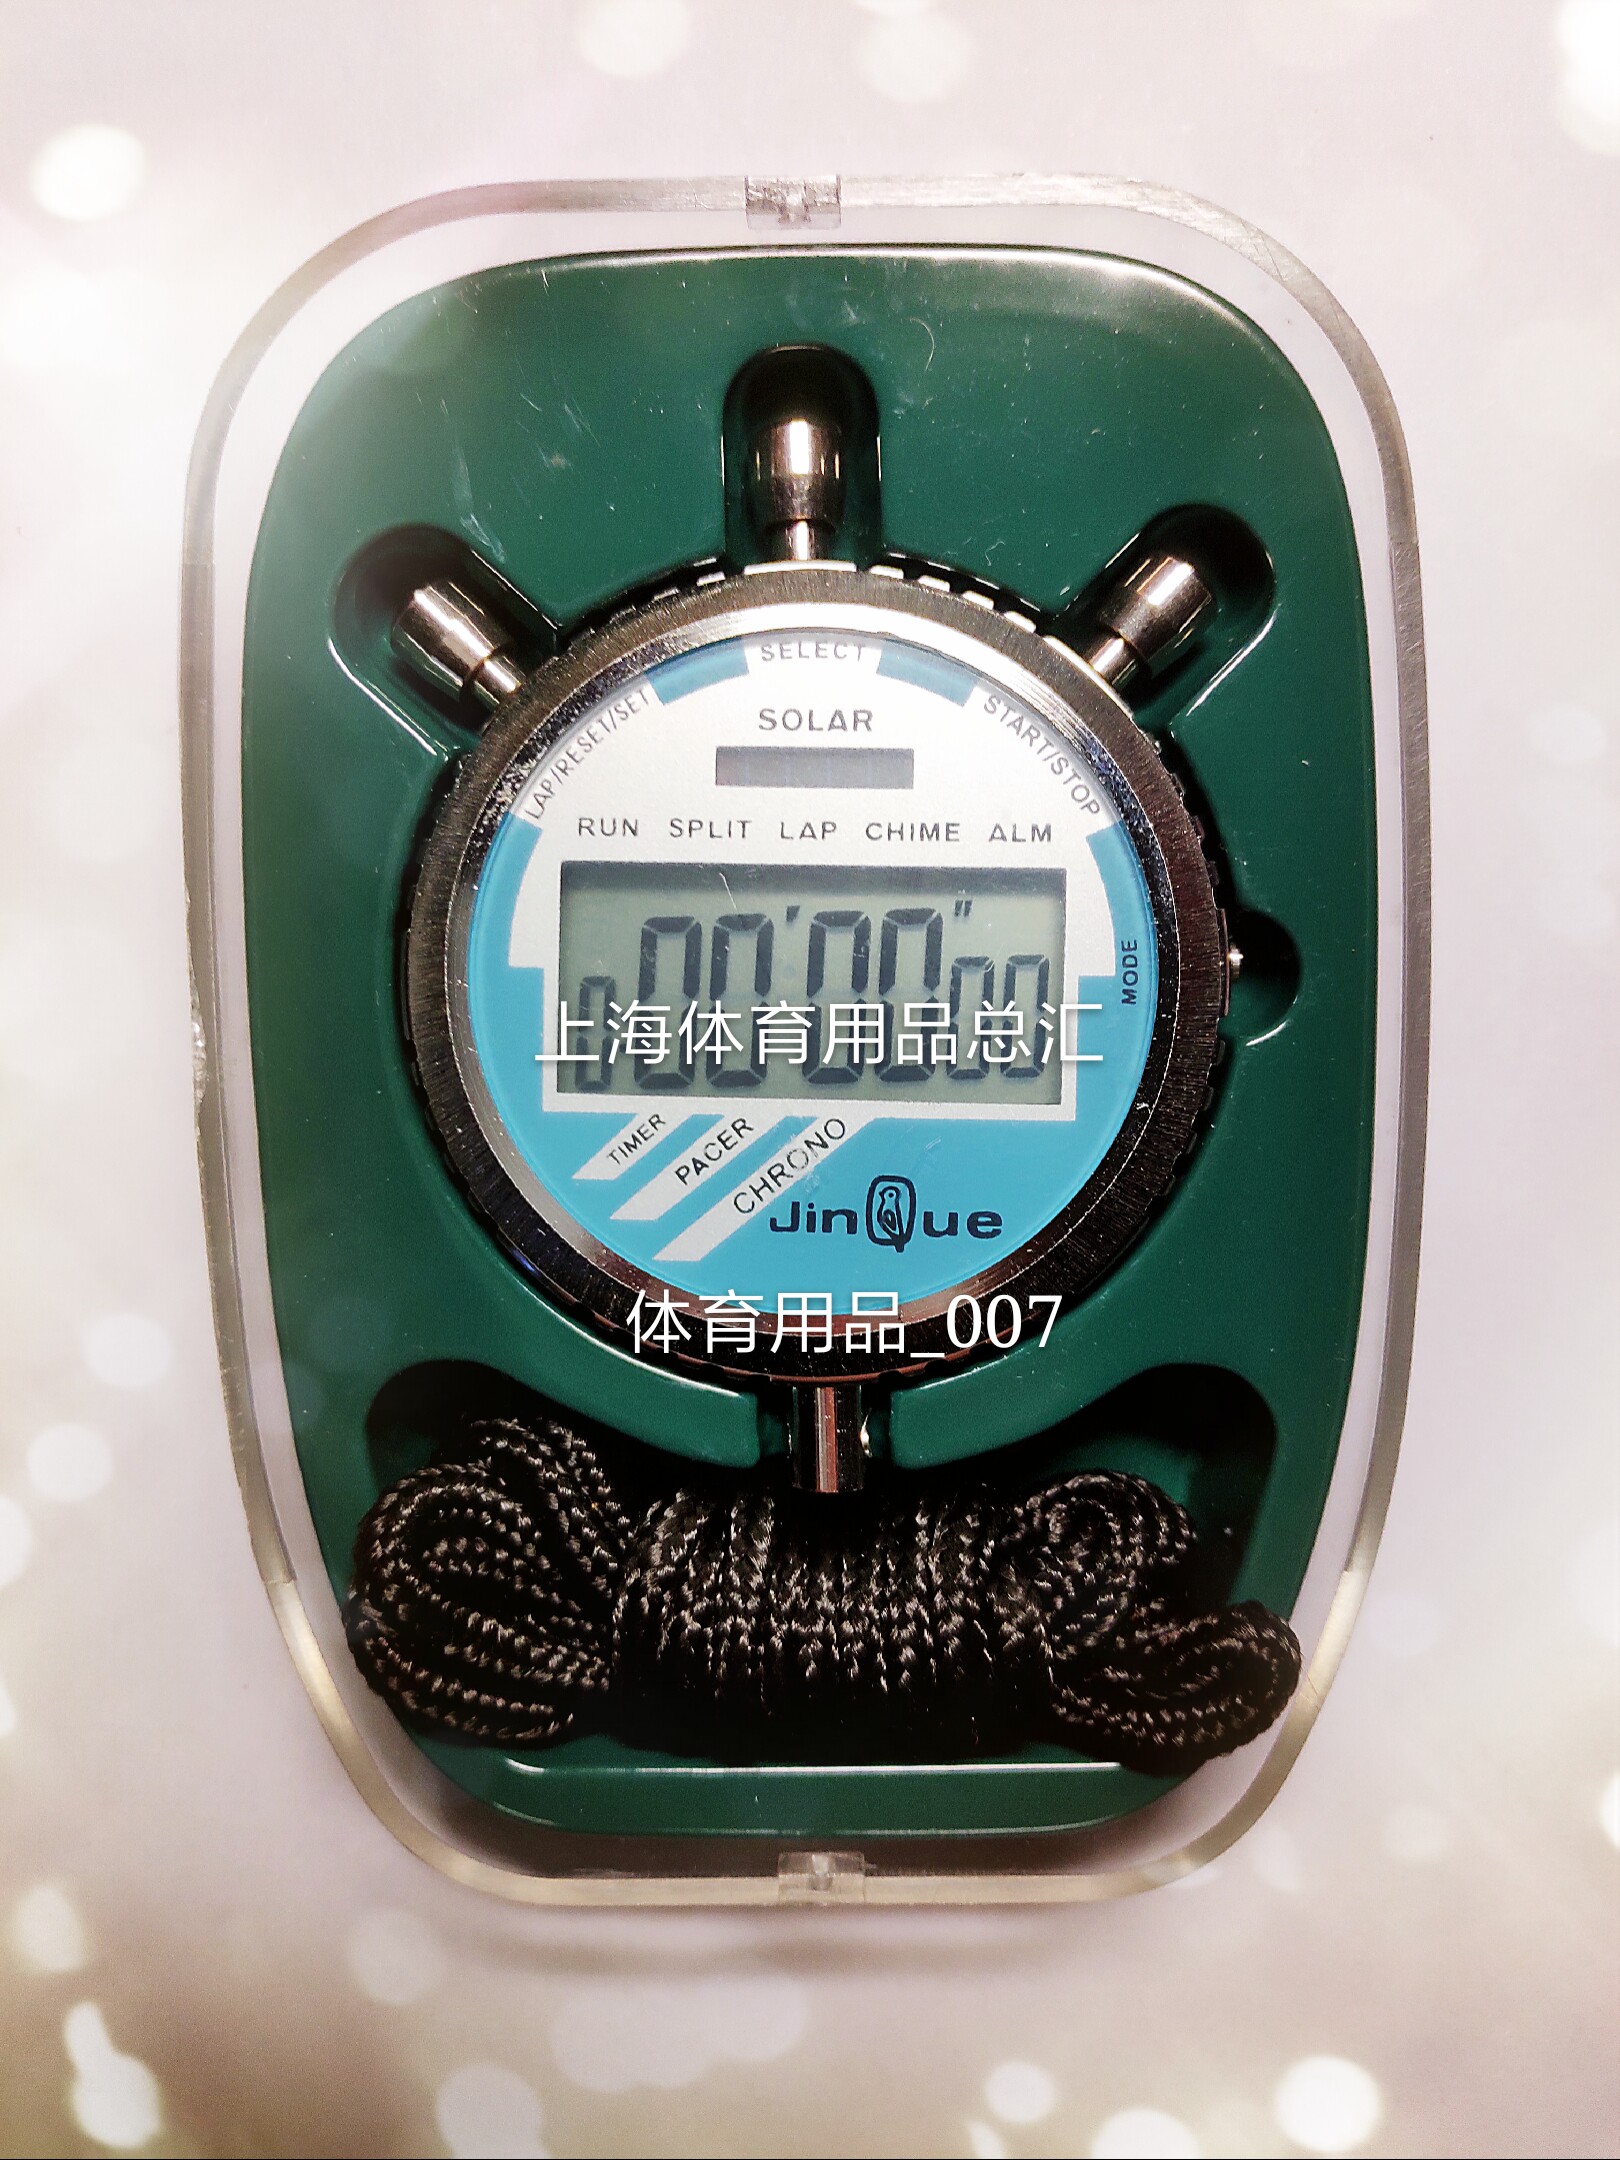 SELECT
LAP/RESET/SET
START/STOP
SOLAR
RUN SPLIT LAP CHIME ALM
0 00'00"00
MODE
上海体育用品总汇
TIMER
PACER
CHRONO
JinQue
体育用品_007